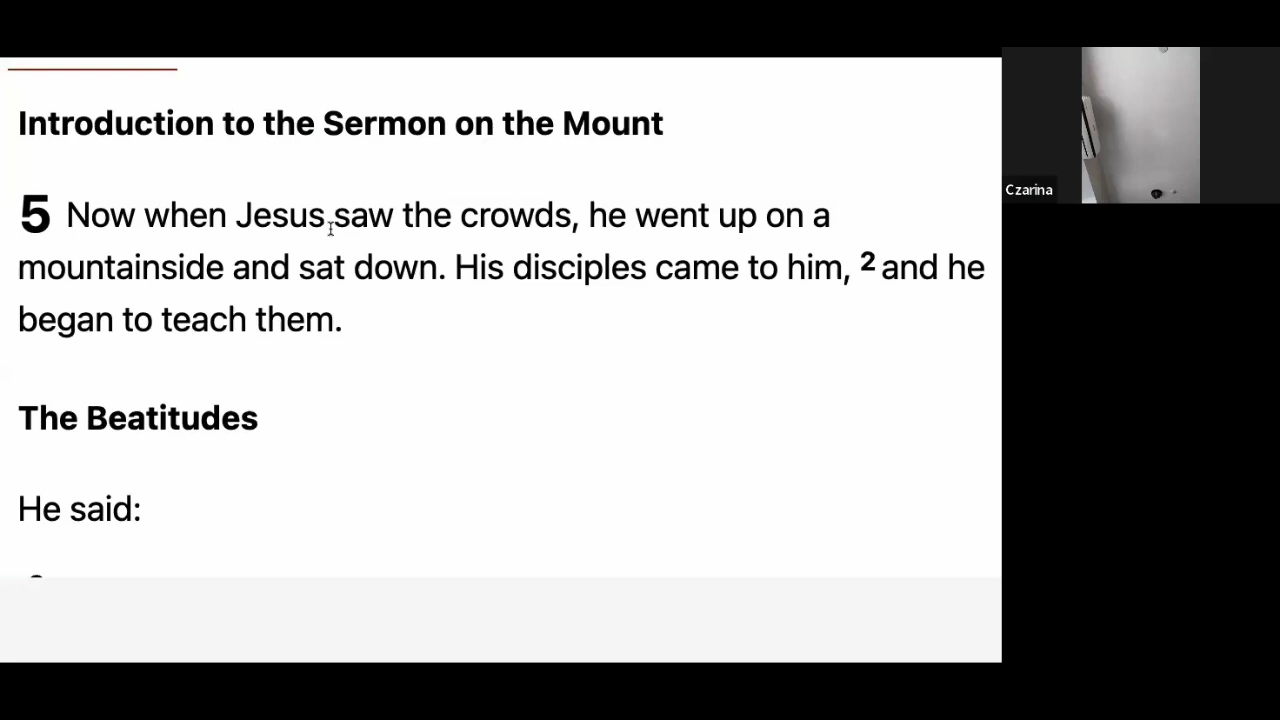 Introduction to the Sermon on the Mount
5 Now when Jesus saw the crowds, he went up on a
mountainside and sat down. His disciples came to him, 2 and he
began to teach them.
The Beatitudes
He said:
Czarina